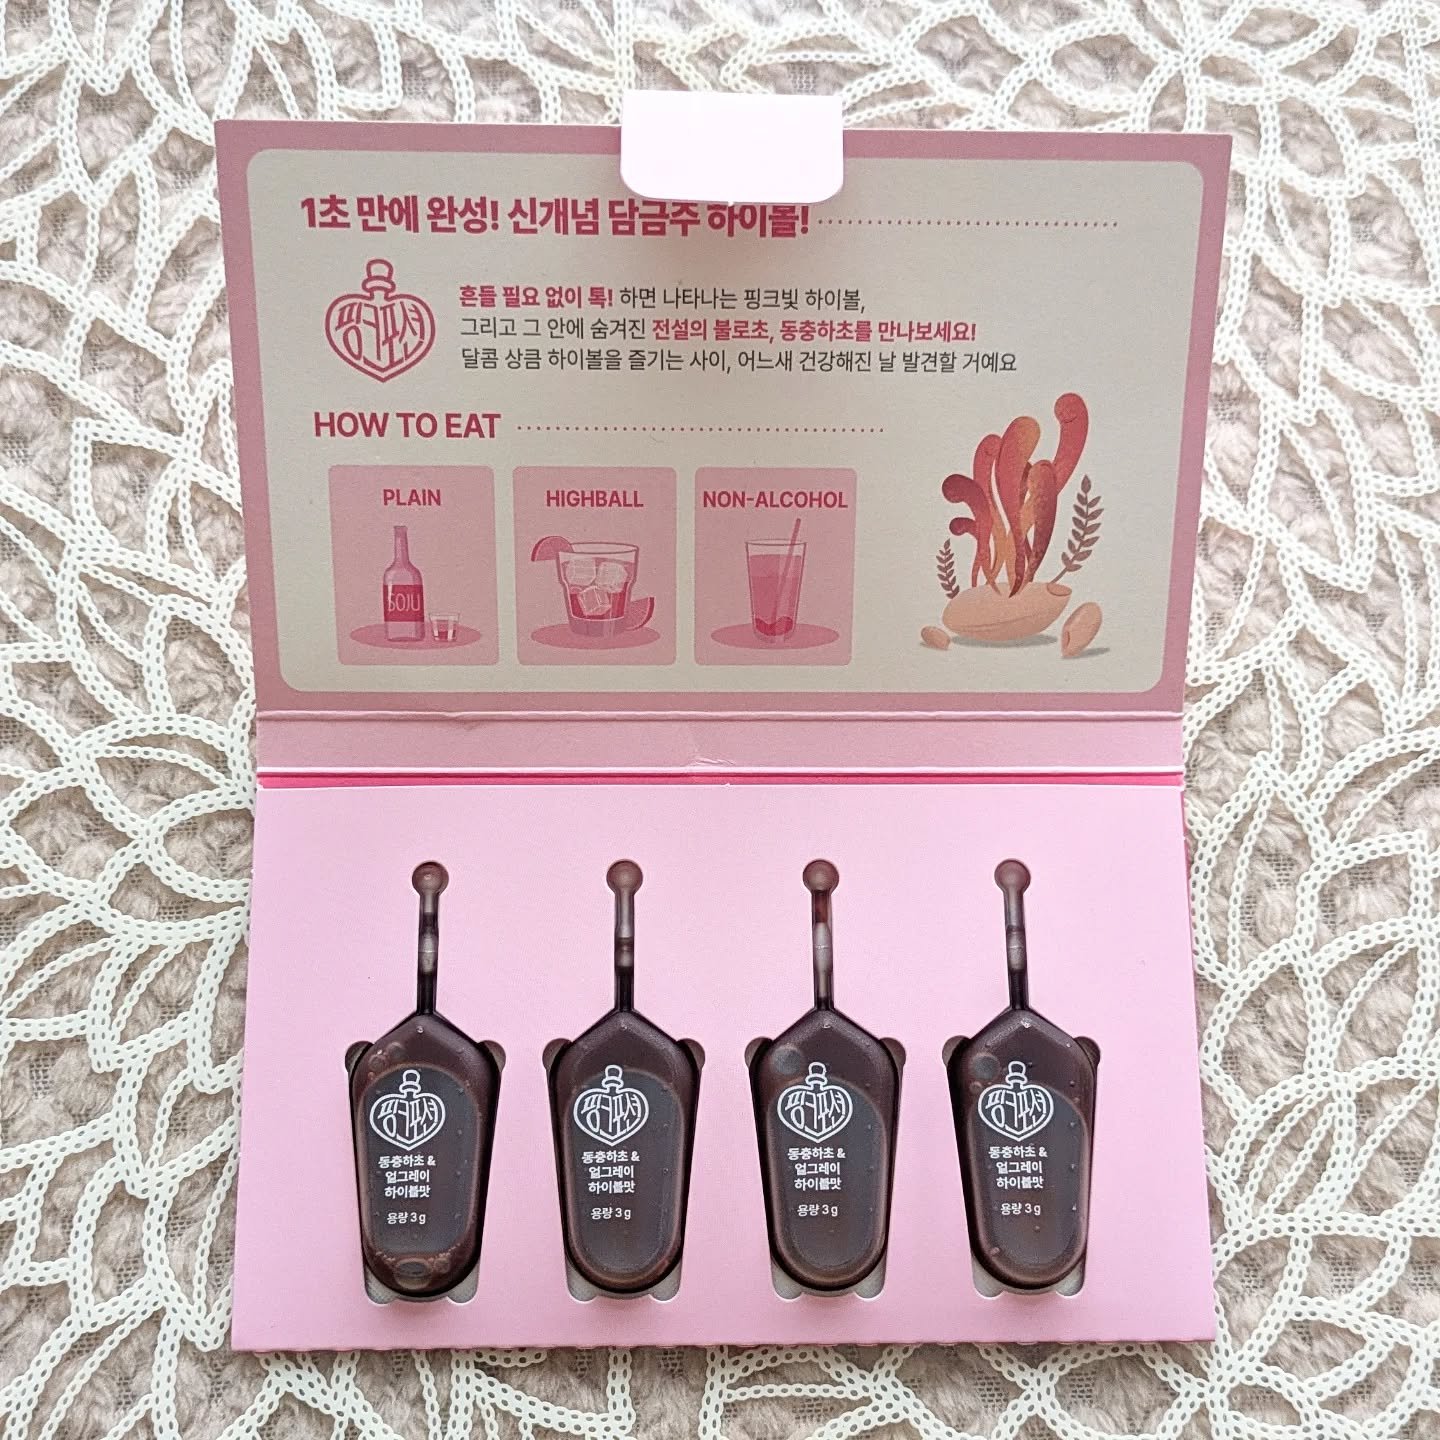 1초 만에 완성! 신개념 담금주 하이볼!
핑크포션
흔들 필요 없이 톡! 하면 나타나는 핑크빛 하이볼,
그리고 그 안에 숨겨진 전설의 불로초, 동충하초를 만나보세요!
달콤 상큼 하이볼을 즐기는 사이, 어느새 건강해진 날 발견할 거예요
HOW TO EAT
PLAIN
HIGHBALL
NON-ALCOHOL
SOJU
핑크포션
동충하초 &
얼그레이
하이볼맛
용량 3g
핑크포션
동충하초 &
얼그레이
하이볼맛
용량 3g
핑크포션
동충하초 &
얼그레이
하이볼맛
용량 3g
핑크포션
동충하초 &
얼그레이
하이볼맛
용량 3g